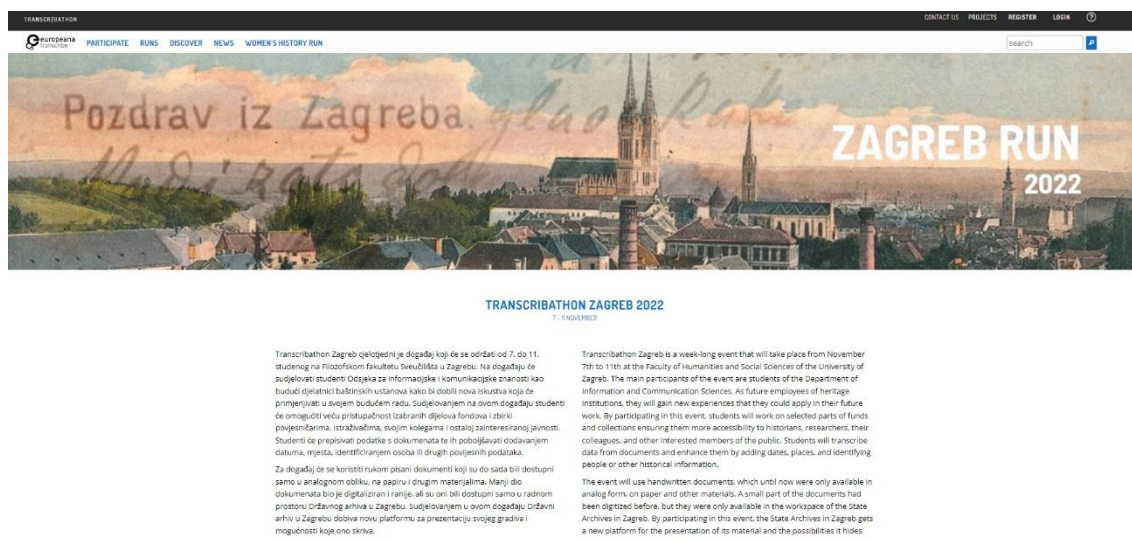 TRANSCRIBATHON
CONTACT US PROJECTS REGISTER LOGIN ?
europeana
transcribe
PARTICIPATE RUNS DISCOVER NEWS WOMEN'S HISTORY RUN
search
Pozdrav iz Zagreba.
ZAGREB RUN
2022
TRANSCRIBATHON ZAGREB 2022
7 - 11 NOVEMBER
Transcribathon Zagreb cjelotjedni je događaj koji će se održati od 7. do 11.
studenog na Filozofskom fakultetu Sveučilišta u Zagrebu. Na događaju će
sudjelovati studenti Odsjeka za informacijske i komunikacijske znanosti kao
budući djelatnici baštinskih ustanova kako bi dobili nova iskustva koja će
primjenjivati u svojem budućem radu. Sudjelovanjem na ovom događaju studenti
će omogućiti veću pristupačnost izabranih dijelova fondova i zbirki
povjesničarima, istraživačima, svojim kolegama i ostaloj zainteresiranoj javnosti.
Studenti će prepisivati podatke s dokumenata te ih poboljšavati dodavanjem
datuma, mjesta, identificiranjem osoba ili drugih povijesnih podataka.
Za događaj će se koristiti rukom pisani dokumenti koji su do sada bili dostupni
samo u analognom obliku, na papiru i drugim materijalima. Manji dio
dokumenata bio je digitaliziran i ranije, ali su oni bili dostupni samo u radnom
prostoru Državnog arhiva u Zagrebu. Sudjelovanjem u ovom događaju Državni
arhiv u Zagrebu dobiva novu platformu za prezentaciju svojeg gradiva i
mogućnosti koje ono skriva.
Transcribathon Zagreb is a week-long event that will take place from November
7th to 11th at the Faculty of Humanities and Social Sciences of the University of
Zagreb. The main participants of the event are students of the Department of
Information and Communication Sciences. As future employees of heritage
institutions, they will gain new experiences that they could apply in their future
work. By participating in this event, students will work on selected parts of funds
and collections ensuring them more accessibility to historians, researchers, their
colleagues, and other interested members of the public. Students will transcribe
data from documents and enhance them by adding dates, places, and identifying
people or other historical information.
The event will use handwritten documents, which until now were only available in
analog form, on paper and other materials. A small part of the documents had
been digitized before, but they were only available in the workspace of the State
Archives in Zagreb. By participating in this event, the State Archives in Zagreb gets
a new platform for the presentation of its material and the possibilities it hides.